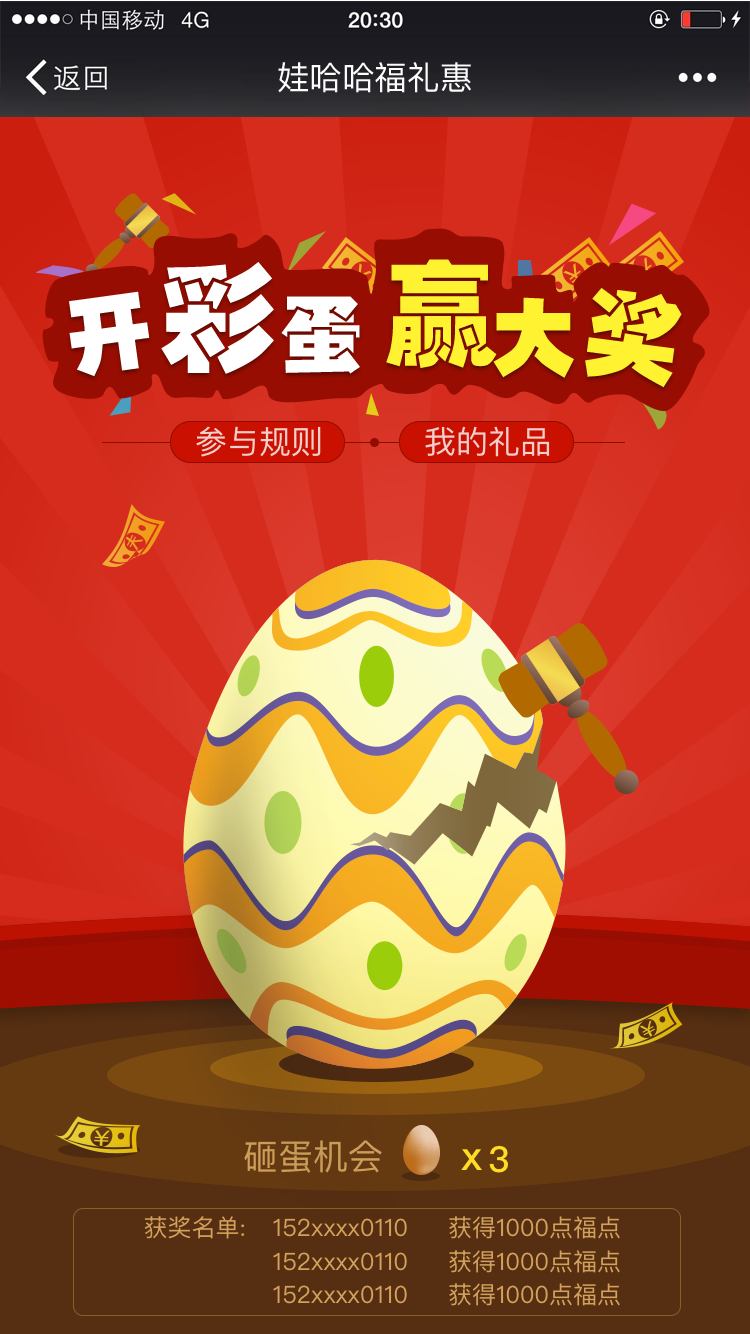 中国移动 4G 20:30
返回 娃哈哈福礼惠
开彩蛋赢大奖
参与规则 我的礼品
砸蛋机会 x 3
获奖名单: 152xxxx0110 获得1000点福点
152xxxx0110 获得1000点福点
152xxxx0110 获得1000点福点